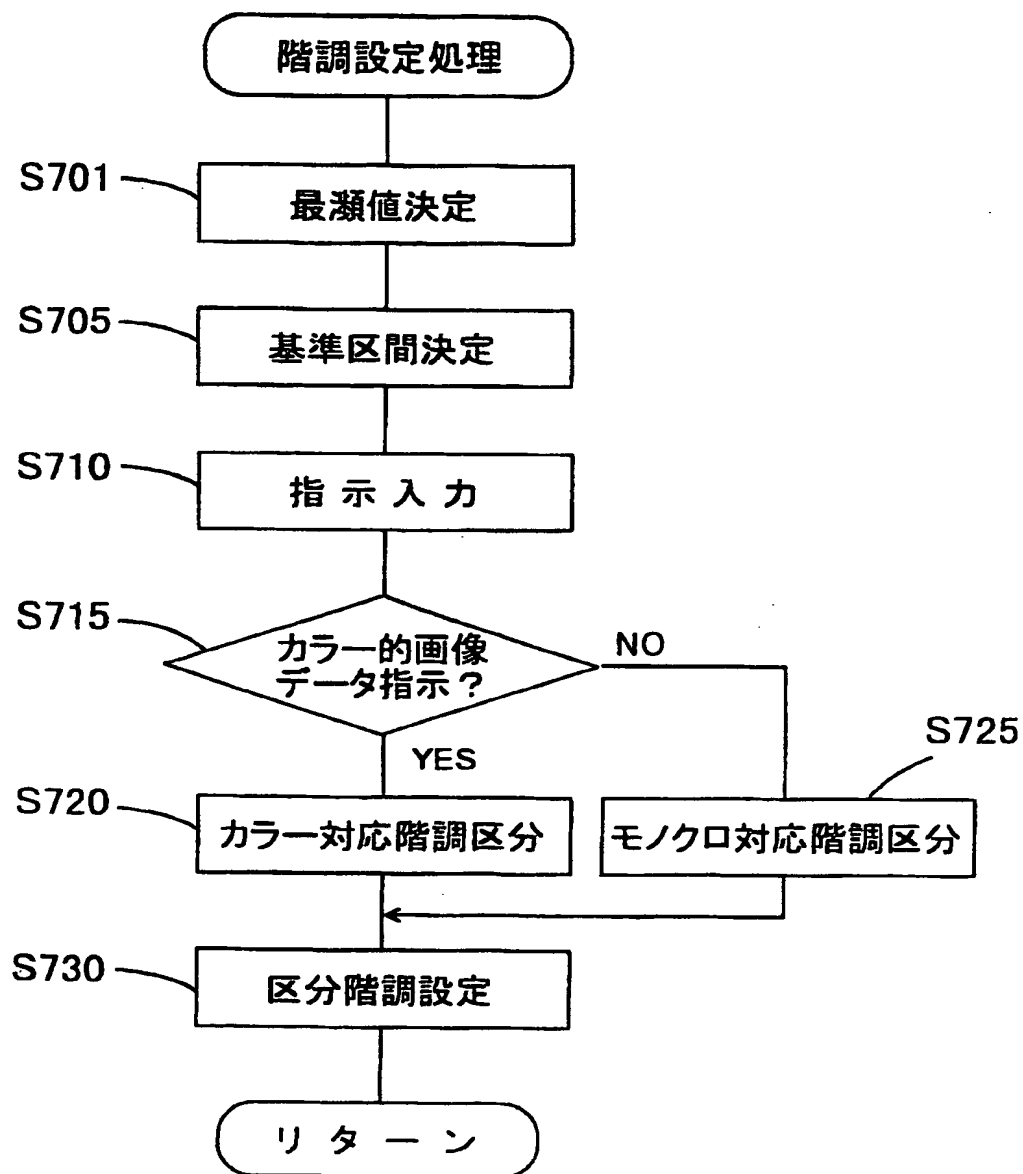 階調設定処理
S701
最瀕値決定
S705
基準区間決定
S710
指示入力
S715
カラー的画像
データ指示？
NO
YES
S725
S720
カラー対応階調区分
モノクロ対応階調区分
S730
区分階調設定
リターン